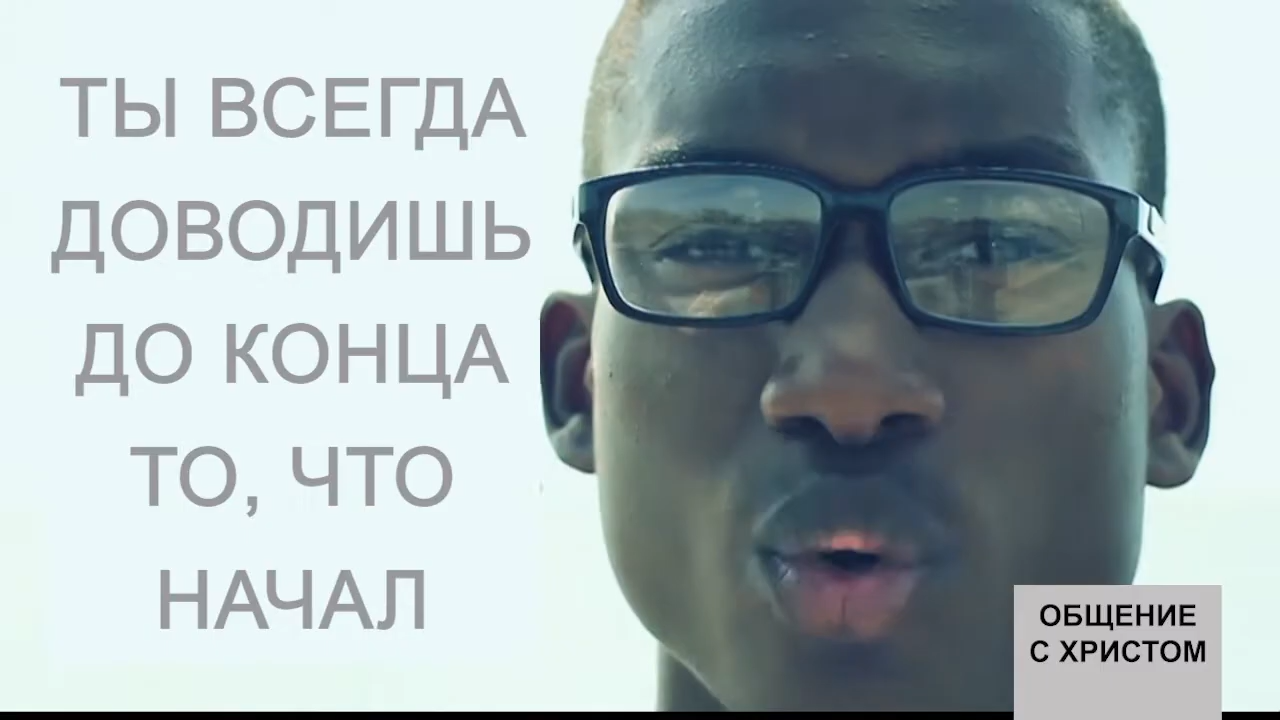 ТЫ ВСЕГДА
ДОВОДИШЬ
ДО КОНЦА
ТО, ЧТО
НАЧАЛ
ОБЩЕНИЕ
С ХРИСТОМ